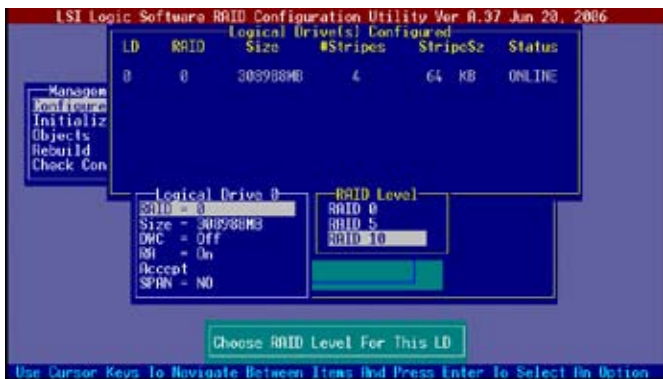 LSI Logic Software RAID Configuration Utility Ver A.37 Jun 20, 2006
Logical Drive(s) Configured
LD RAID Size #Stripes StripeSz Status
0 0 308988MB 4 64 KB ONLINE
Managem
Configure
Initializ
Objects
Rebuild
Check Con
Logical Drive 0
RAID = 0
Size = 308988MB
DWC = Off
RA = On
Accept
SPAN = NO
RAID Level
RAID 0
RAID 5
RAID 10
Choose RAID Level For This LD
Use Cursor Keys To Navigate Between Items And Press Enter To Select An Option